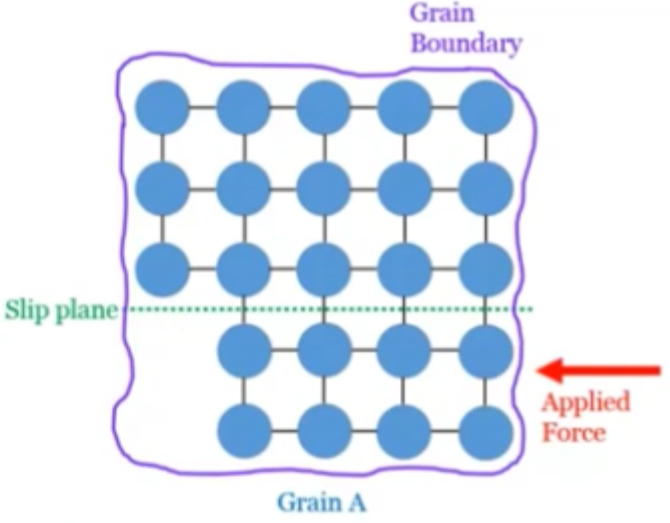 Grain
Boundary
Slip plane
Applied
Force
Grain A